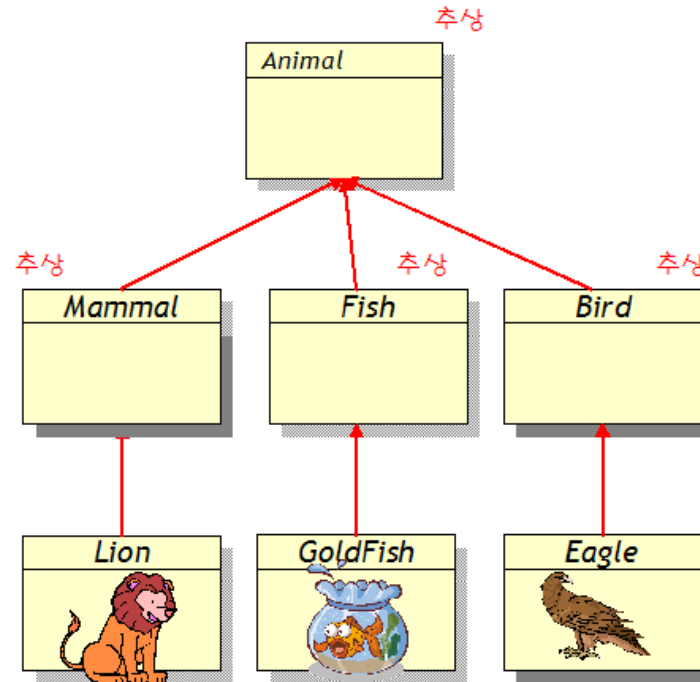 추상
Animal
추상
추상
추상
Mammal
Fish
Bird
Lion
GoldFish
Eagle